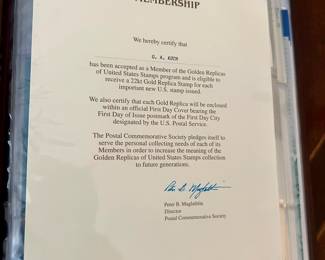 MEMBERSHIP
We hereby certify that
has been accepted as a Member of the Golden Replicas
of United States Stamps program and is eligible to
receive a 22kt Gold Replica Stamp for each
important new U.S. stamp issued.
We also certify that each Gold Replica will be enclosed
within an official First Day Cover bearing the
First Day of Issue postmark of the First Day City
designated by the U.S. Postal Service.
The Postal Commemorative Society pledges itself to
serve the personal collecting needs of each of its
Members in order to increase the meaning of the
Golden Replicas of United States Stamps collection
to future generations.
Peter B. Maglathlin
Director
Postal Commemorative Society